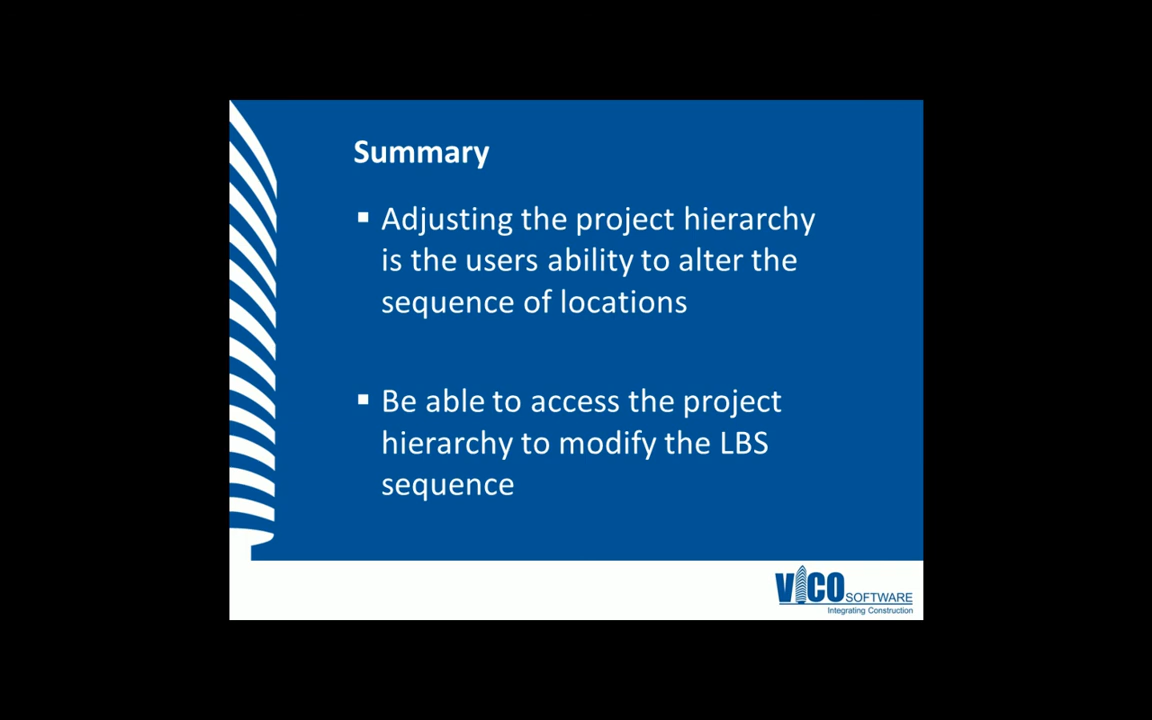 Summary
▪ Adjusting the project hierarchy
is the users ability to alter the
sequence of locations
▪ Be able to access the project
hierarchy to modify the LBS
sequence
VICO SOFTWARE
Integrating Construction